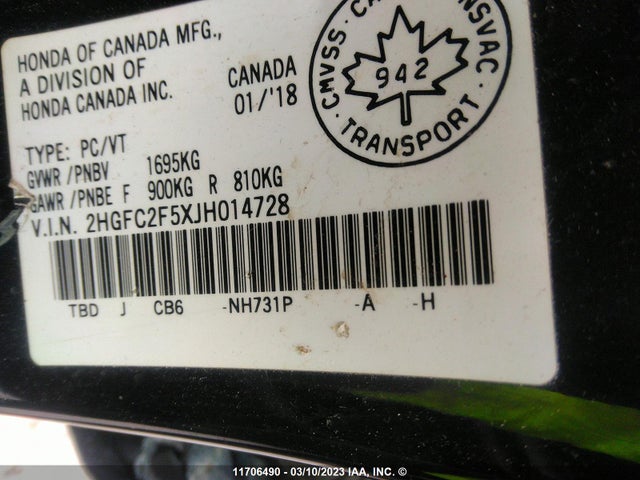 HONDA OF CANADA MFG.,
A DIVISION OF
HONDA CANADA INC.
CANADA
01/'18
CMVSS · NSVAC
942
· TRANSPORT ·
TYPE: PC/VT
GVWR /PNBV 1695KG
GAWR /PNBE F 900KG R 810KG
V.I.N. 2HGFC2F5XJH014728
TBD J CB6 -NH731P -A -H
11706490 - 03/10/2023 IAA, INC. ©